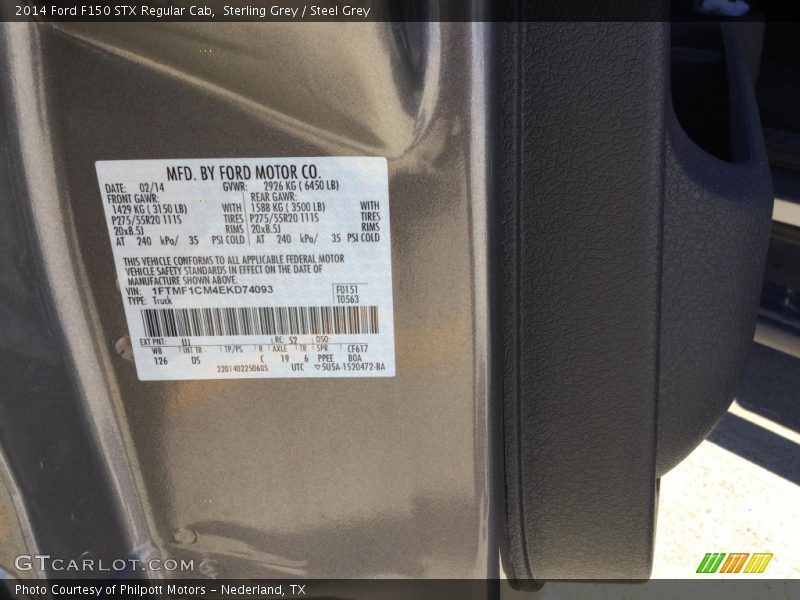 2014 Ford F150 STX Regular Cab,  Sterling Grey / Steel Grey
MFD. BY FORD MOTOR CO.
DATE: 02/14 GVWR: 2926 KG ( 6450 LB)
FRONT GAWR: REAR GAWR:
1429 KG ( 3150 LB) WITH 1588 KG ( 3500 LB) WITH
P275/55R20 111S TIRES P275/55R20 111S TIRES
20x8.5J RIMS 20x8.5J RIMS
AT 240 kPa/ 35 PSI COLD AT 240 kPa/ 35 PSI COLD
THIS VEHICLE CONFORMS TO ALL APPLICABLE FEDERAL MOTOR
VEHICLE SAFETY STANDARDS IN EFFECT ON THE DATE OF
MANUFACTURE SHOWN ABOVE.
VIN: 1FTMF1CM4EKD74093 F0151
TYPE: Truck T0563
EXT PNT: UJ RC: 52 DSO:
WB INT TR TP/PS R AXLE TR SPR CF617
126 DS C 19 6 PPEE BOA
2201402250605 UTC 5U5A-1520472-BA
GTCARLOT.COM
Photo Courtesy of Philpott Motors - Nederland, TX